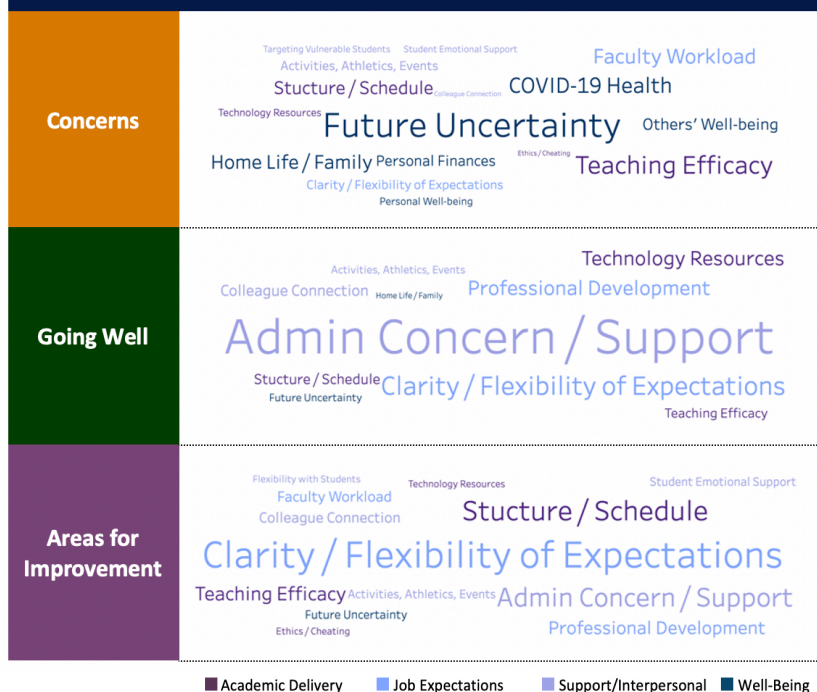 Concerns
Targeting Vulnerable Students Student Emotional Support
Activities, Athletics, Events
Faculty Workload
Stucture / Schedule
Colleague Connection
COVID-19 Health
Technology Resources
Future Uncertainty
Others' Well-being
Home Life / Family
Personal Finances
Ethics / Cheating
Teaching Efficacy
Clarity / Flexibility of Expectations
Personal Well-being
Going Well
Technology Resources
Activities, Athletics, Events
Colleague Connection
Home Life / Family
Professional Development
Admin Concern / Support
Stucture / Schedule
Clarity / Flexibility of Expectations
Future Uncertainty
Teaching Efficacy
Areas for
Improvement
Flexibility with Students
Technology Resources
Student Emotional Support
Faculty Workload
Colleague Connection
Stucture / Schedule
Clarity / Flexibility of Expectations
Teaching Efficacy
Activities, Athletics, Events
Admin Concern / Support
Future Uncertainty
Ethics / Cheating
Professional Development
Academic Delivery Job Expectations Support/Interpersonal Well-Being